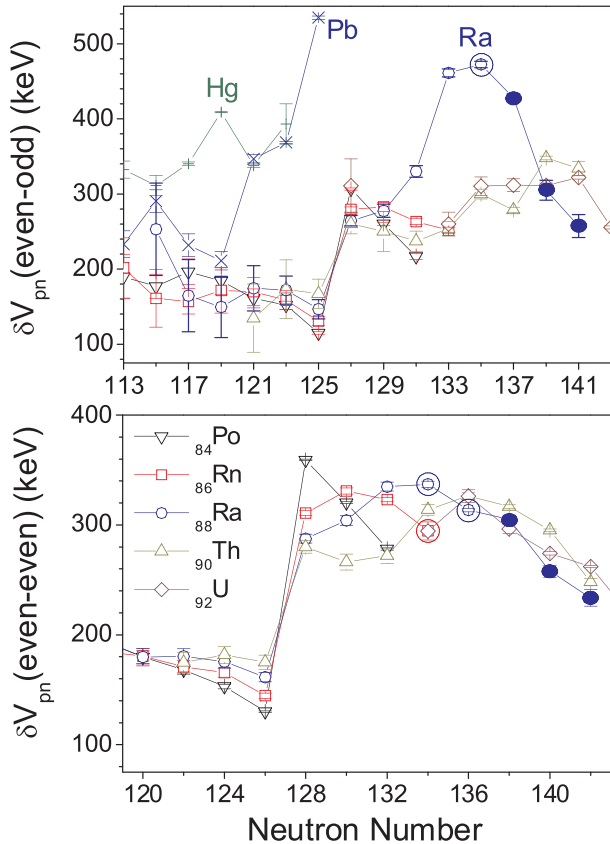 δVpn(even-odd) (keV)
500
400
300
200
100
Hg
Pb
Ra
113 117 121 125 129 133 137 141
δVpn(even-even) (keV)
400
300
200
100
84Po
86Rn
88Ra
90Th
92U
120 124 128 132 136 140
Neutron Number